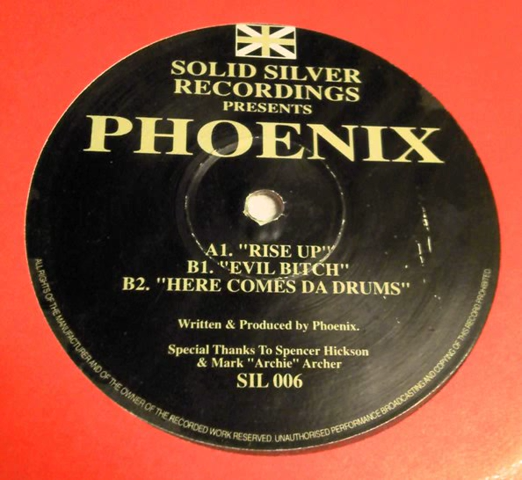 SOLID SILVER
RECORDINGS
PRESENTS
PHOENIX
A1. "RISE UP"
B1. "EVIL BITCH"
B2. "HERE COMES DA DRUMS"
Written & Produced by Phoenix.
Special Thanks To Spencer Hickson
& Mark "Archie" Archer
SIL 006
ALL RIGHTS OF THE MANUFACTURER AND OF THE OWNER OF THE RECORDED WORK RESERVED. UNAUTHORISED PERFORMANCE BROADCASTING AND COPYING OF THIS RECORD PROHIBITED